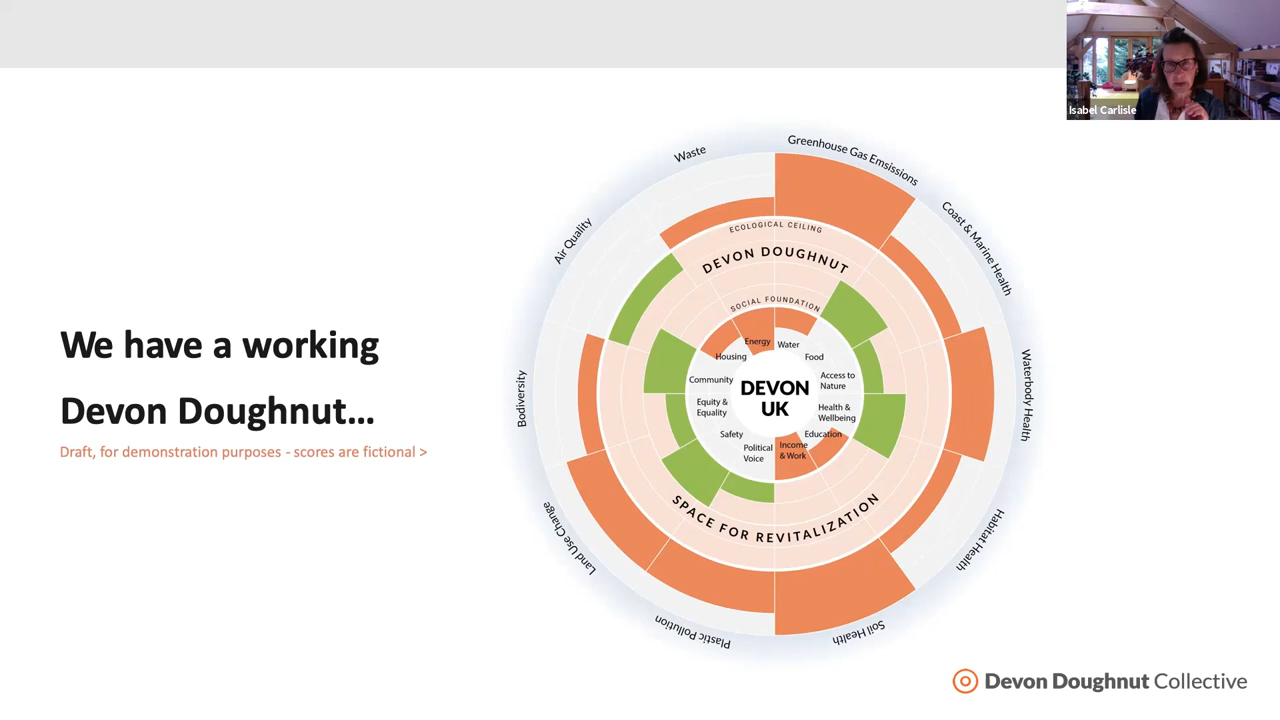 Isabel Carlisle
We have a working
Devon Doughnut...
Draft, for demonstration purposes - scores are fictional >
Greenhouse Gas Emsissions
Coast & Marine Health
Waterbody Health
Habitat Health
Soil Health
Plastic Pollution
Land Use Change
Biodiversity
Air Quality
Waste
ECOLOGICAL CEILING
DEVON DOUGHNUT
SOCIAL FOUNDATION
Energy
Water
Housing
Food
Community
Access to
Nature
Equity &
Equality
Health &
Wellbeing
Safety
Education
Political
Voice
Income
& Work
DEVON
UK
SPACE FOR REVITALIZATION
Devon Doughnut Collective